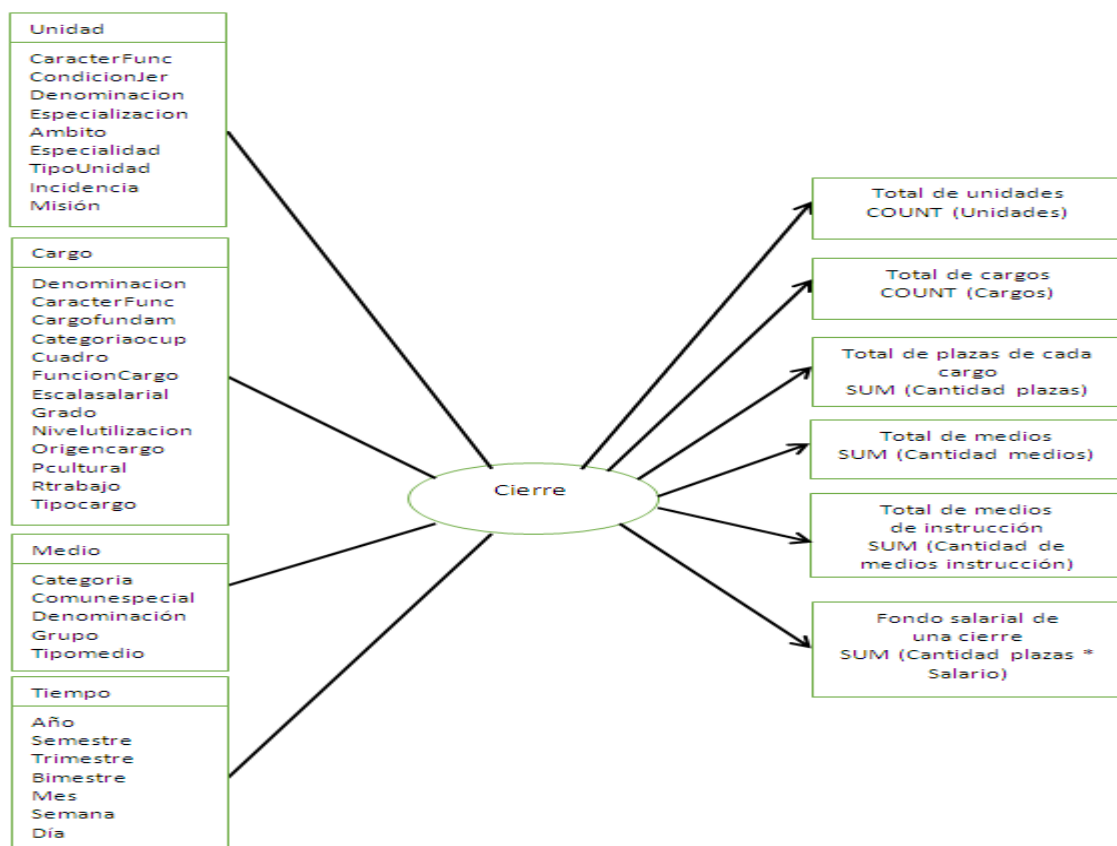 Unidad
CaracterFunc
CondicionJer
Denominacion
Especializacion
Ambito
Especialidad
TipoUnidad
Incidencia
Misión
Cargo
Denominacion
CaracterFunc
Cargofundam
Categoriaocup
Cuadro
FuncionCargo
Escalasalarial
Grado
Nivelutilizacion
Origencargo
Pcultural
Rtrabajo
Tipocargo
Medio
Categoria
Comunespecial
Denominación
Grupo
Tipomedio
Tiempo
Año
Semestre
Trimestre
Bimestre
Mes
Semana
Día
Cierre
Total de unidades
COUNT (Unidades)
Total de cargos
COUNT (Cargos)
Total de plazas de cada
cargo
SUM (Cantidad plazas)
Total de medios
SUM (Cantidad medios)
Total de medios
de instrucción
SUM (Cantidad de
medios instrucción)
Fondo salarial de
una cierre
SUM (Cantidad plazas *
Salario)